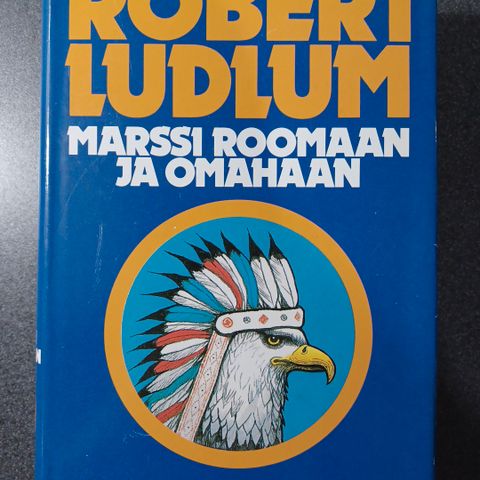 ROBERT
LUDLUM
MARSSI ROOMAAN
JA OMAHAAN